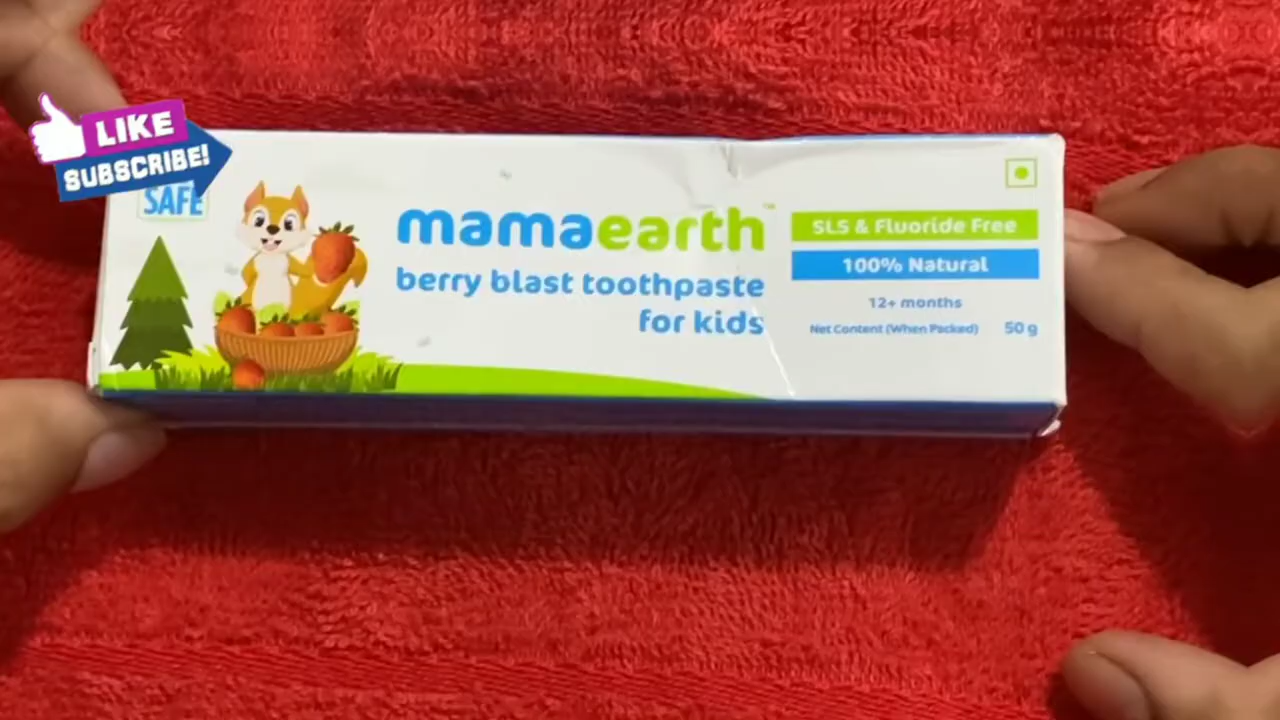 LIKE
SUBSCRIBE!
SAFE
mamaearth™
berry blast toothpaste
for kids
SLS & Fluoride Free
100% Natural
12+ months
Net Content (When Packed) 50 g